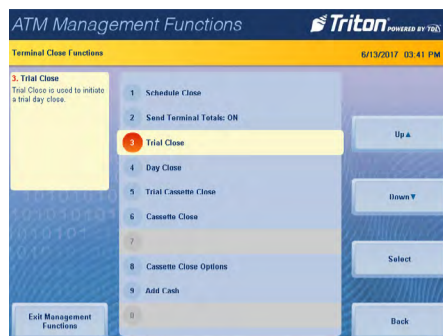 ATM Management Functions
Triton POWERED BY TDL
Terminal Close Functions
6/13/2017 03:41 PM
3. Trial Close
Trial Close is used to initiate
a trial day close.
1 Schedule Close
2 Send Terminal Totals: ON
3 Trial Close
4 Day Close
5 Trial Cassette Close
6 Cassette Close
7
8 Cassette Close Options
9 Add Cash
0
Up▲
Down▼
Select
Back
Exit Management
Functions